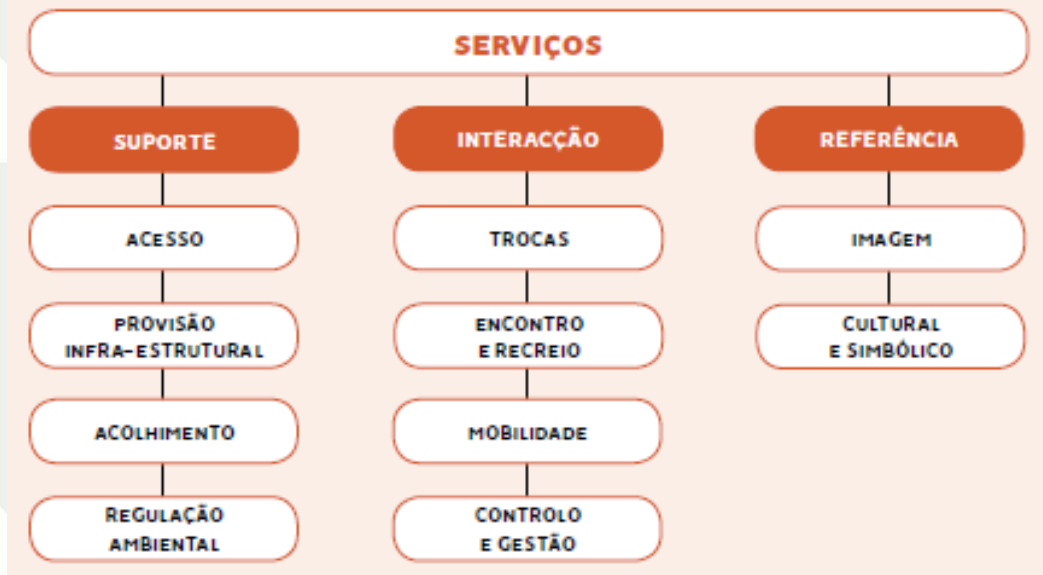 SERVIÇOS
SUPORTE
ACESSO
PROVISÃO
INFRA-ESTRUTURAL
ACOLHIMENTO
REGULAÇÃO
AMBIENTAL
INTERACÇÃO
TROCAS
ENCONTRO
E RECREIO
MOBILIDADE
CONTROLO
E GESTÃO
REFERÊNCIA
IMAGEM
CULTURAL
E SIMBÓLICO